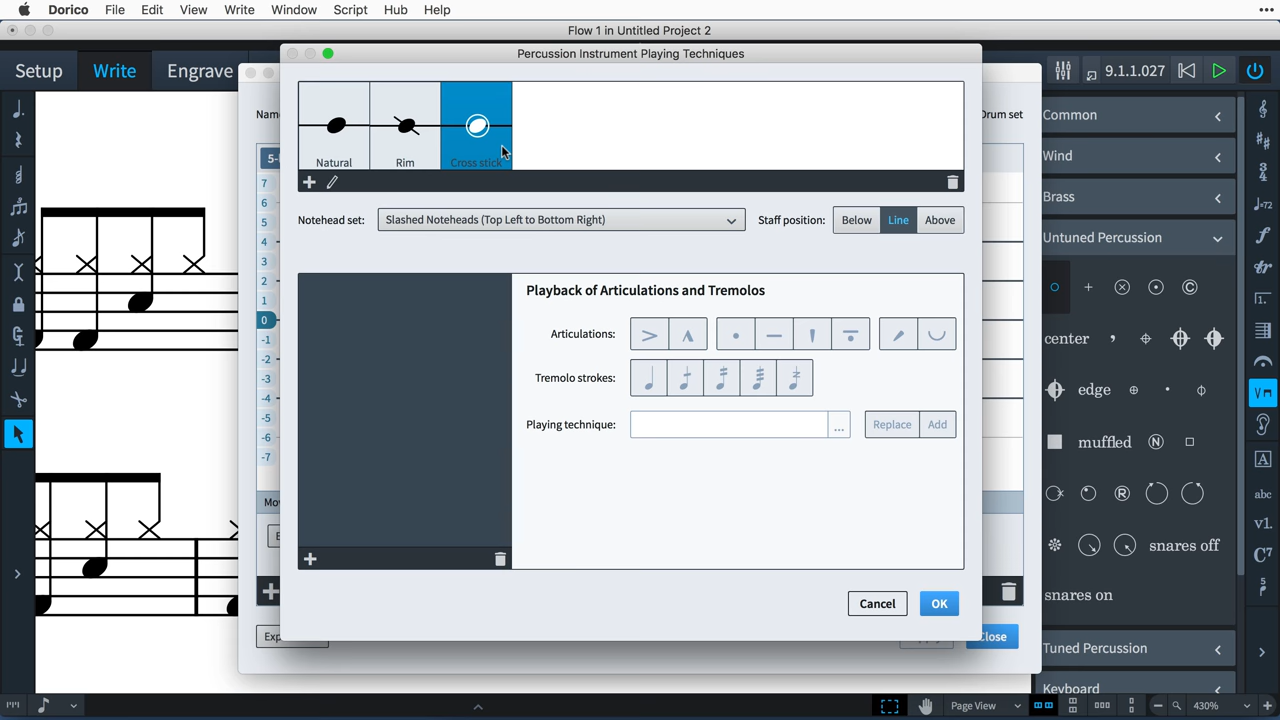 Dorico File Edit View Write Window Script Hub Help
Flow 1 in Untitled Project 2
Percussion Instrument Playing Techniques
Setup Write Engrave 9.1.1.027
Drum set
Natural Rim Cross stick
Notehead set: Slashed Noteheads (Top Left to Bottom Right) Staff position: Below Line Above
7
6
5
4
3
2
1
0
-1
-2
-3
-4
-5
-6
-7
Playback of Articulations and Tremolos
Articulations:
Tremolo strokes:
Playing technique: ... Replace Add
Cancel OK
Close
Common
Wind
Brass
Untuned Percussion
center
edge
muffled N
R
snares off
snares on
Tuned Percussion
Keyboard
=72
A
abc
v1.
C7
Page View 430%